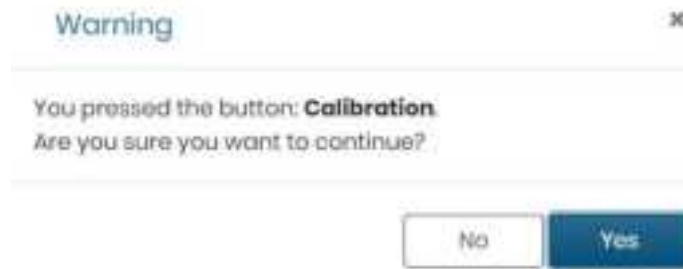 Warning
You pressed the button: Calibration.
Are you sure you want to continue?
No
Yes